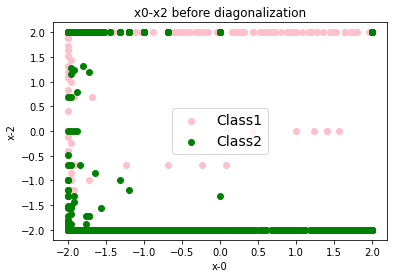 x0-x2 before diagonalization
2.0
1.5
1.0
0.5
0.0
−0.5
−1.0
−1.5
−2.0
x-2
Class1
Class2
−2.0 −1.5 −1.0 −0.5 0.0 0.5 1.0 1.5 2.0
x-0